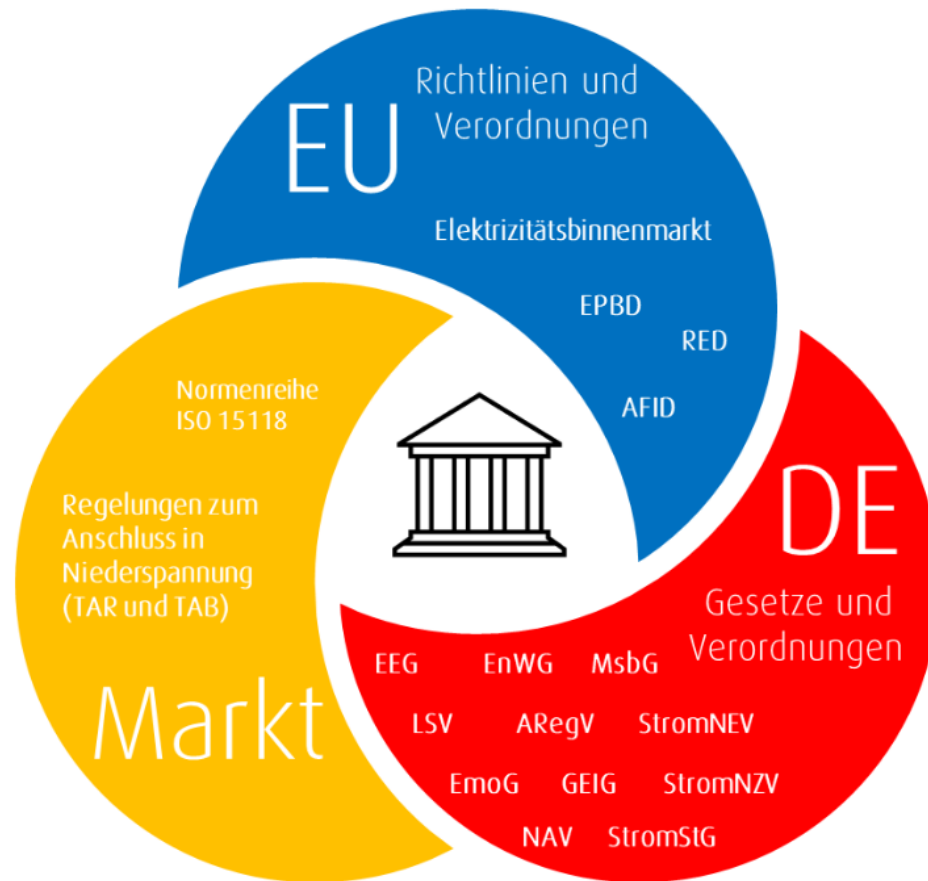 EU
Richtlinien und
Verordnungen
Elektrizitätsbinnenmarkt
EPBD
RED
AFID
Normenreihe
ISO 15118
Regelungen zum
Anschluss in
Niederspannung
(TAR und TAB)
Markt
DE
Gesetze und
Verordnungen
EEG EnWG MsbG
LSV ARegV StromNEV
EmoG GEIG StromNZV
NAV StromStG